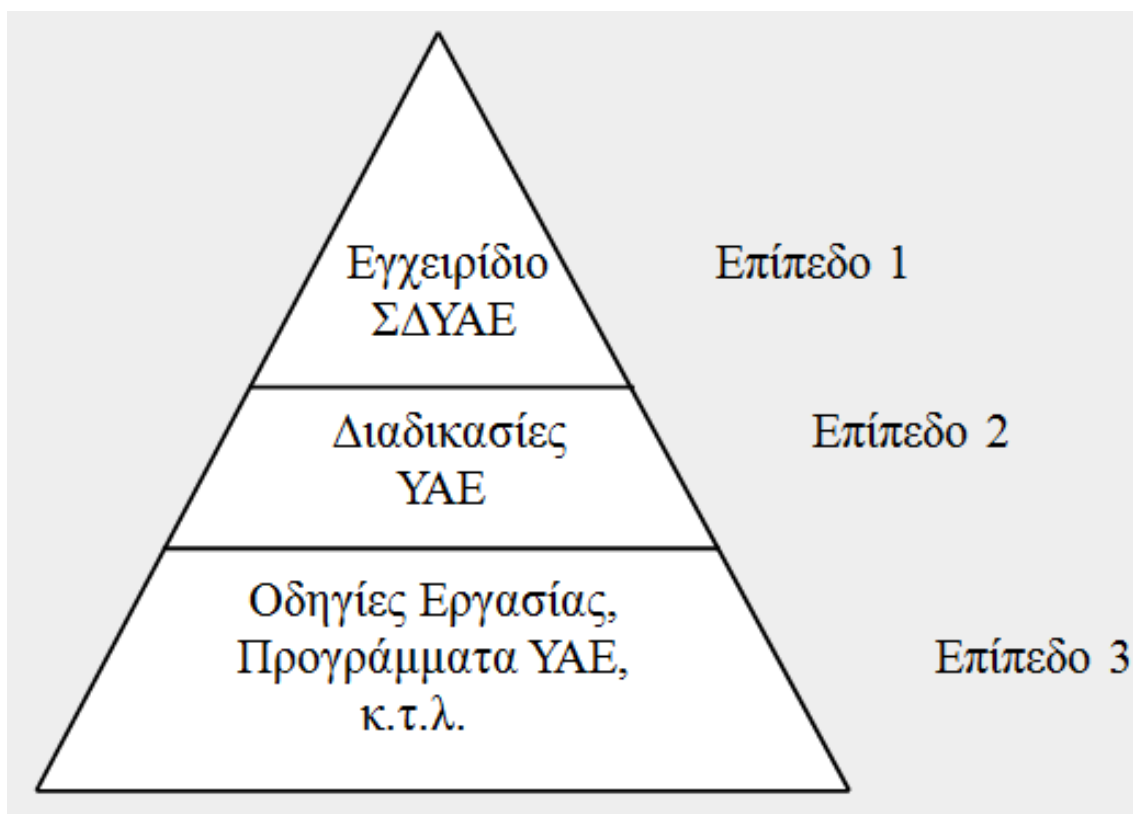 Εγχειρίδιο
ΣΔΥΑΕ
Επίπεδο 1
Διαδικασίες
ΥΑΕ
Επίπεδο 2
Οδηγίες Εργασίας,
Προγράμματα ΥΑΕ,
κ.τ.λ.
Επίπεδο 3